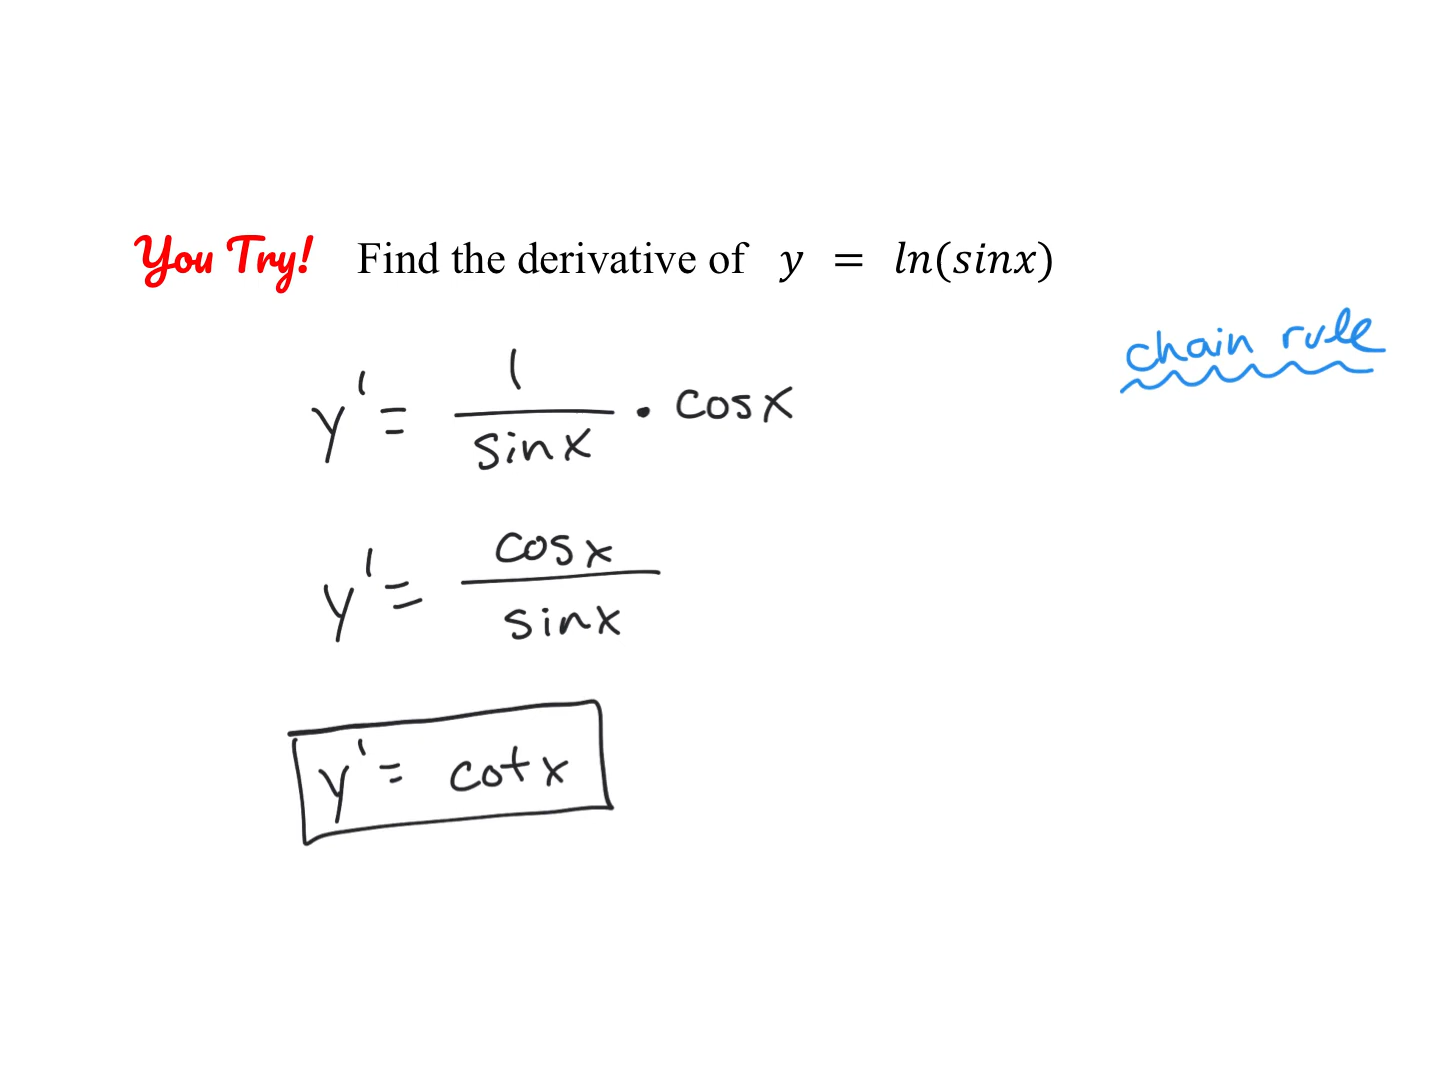 You Try! Find the derivative of y = ln(sinx)
chain rule
y' = 1/sinx · cosx
y' = cosx/sinx
y' = cotx